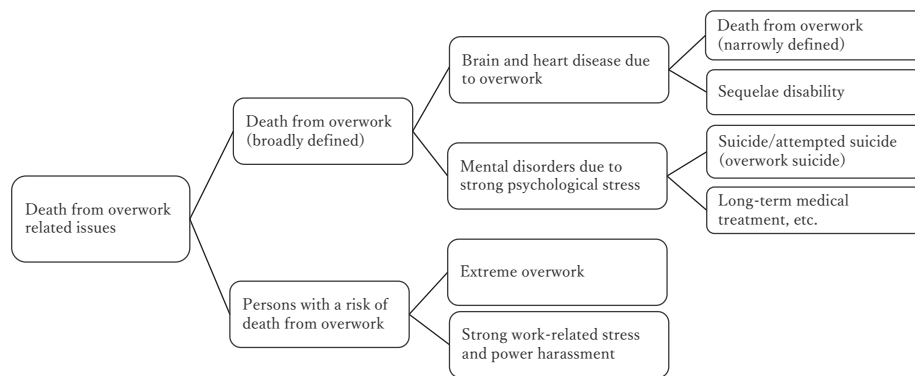 Death from overwork
related issues
Death from overwork
(broadly defined)
Brain and heart disease due
to overwork
Death from overwork
(narrowly defined)
Sequelae disability
Mental disorders due to
strong psychological stress
Suicide/attempted suicide
(overwork suicide)
Long-term medical
treatment, etc.
Persons with a risk of
death from overwork
Extreme overwork
Strong work-related stress
and power harassment